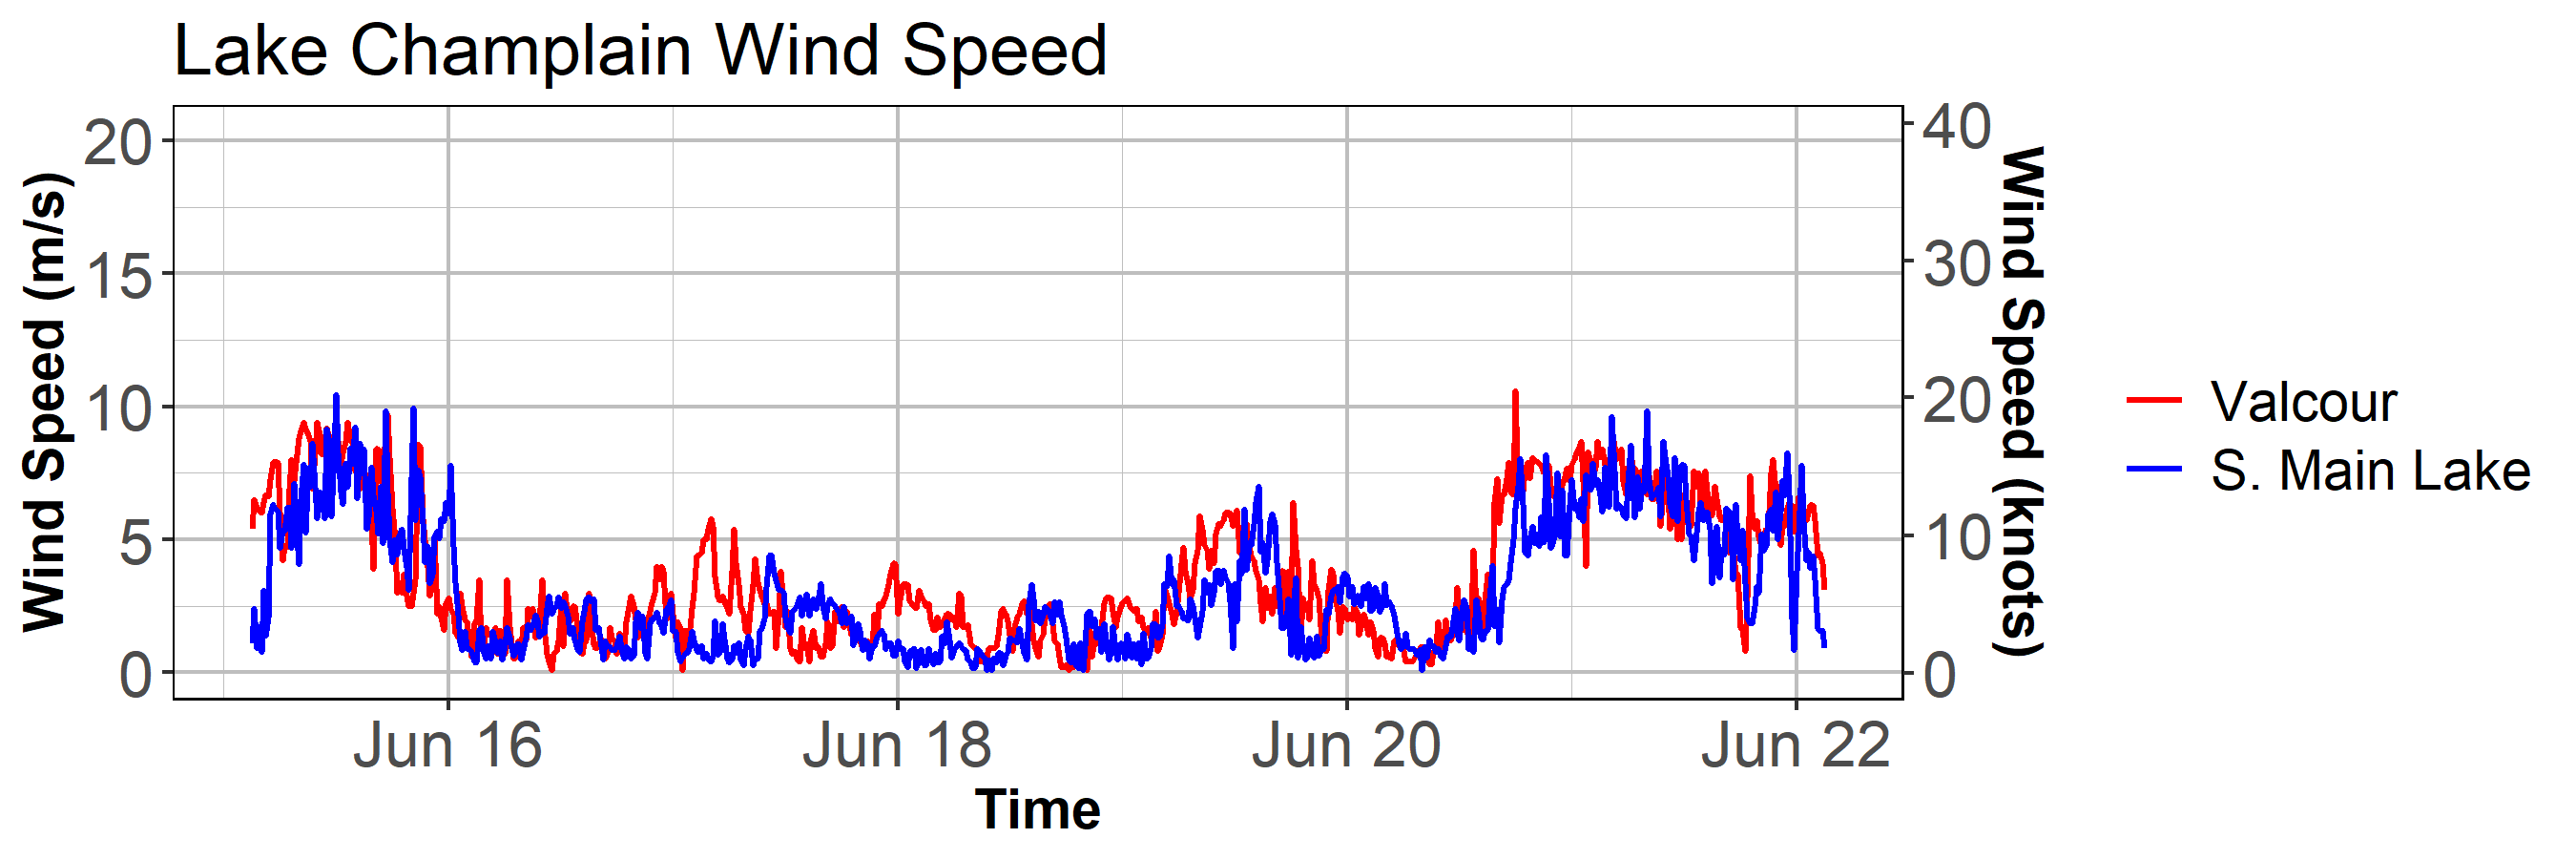 Lake Champlain Wind Speed
20
15
10
5
0
Wind Speed (m/s)
40
30
20
10
0
Wind Speed (knots)
Jun 16
Jun 18
Jun 20
Jun 22
Time
Valcour
S. Main Lake